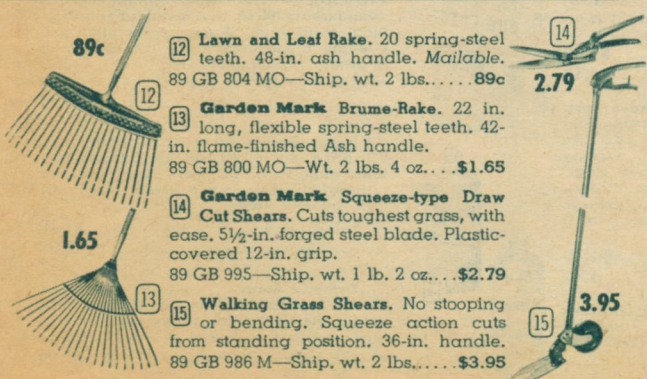 89c
12
12 Lawn and Leaf Rake. 20 spring-steel
teeth. 48-in. ash handle. Mailable.
89 GB 804 MO—Ship. wt. 2 lbs......89c
13 Garden Mark Brume-Rake. 22 in.
long, flexible spring-steel teeth. 42-
in. flame-finished Ash handle.
89 GB 800 MO—Wt. 2 lbs. 4 oz....$1.65
14 Garden Mark Squeeze-type Draw
Cut Shears. Cuts toughest grass, with
ease. 5½-in. forged steel blade. Plastic-
covered 12-in. grip.
89 GB 995—Ship. wt. 1 lb. 2 oz....$2.79
15 Walking Grass Shears. No stooping
or bending. Squeeze action cuts
from standing position. 36-in. handle.
89 GB 986 M—Ship. wt. 2 lbs......$3.95
1.65
13
14
2.79
3.95
15